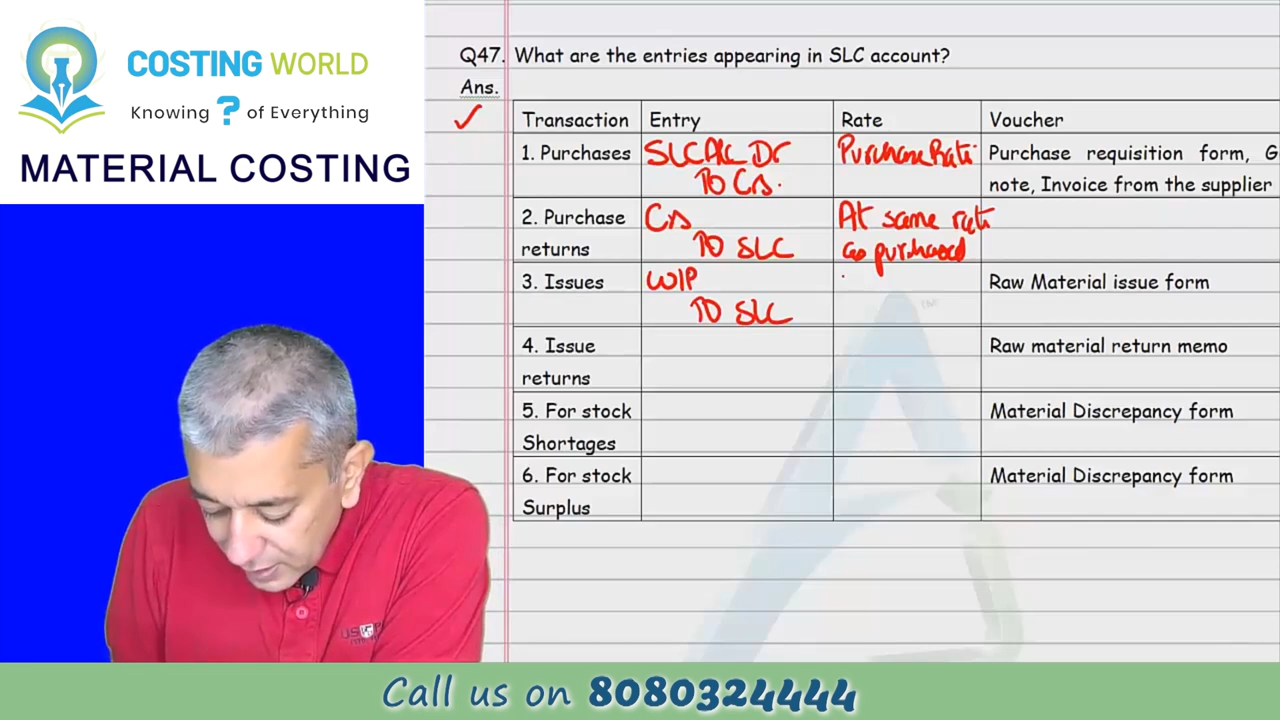 COSTING WORLD
Knowing ? of Everything
MATERIAL COSTING
Q47. What are the entries appearing in SLC account?
Ans.
Transaction Entry Rate Voucher
1. Purchases SLC A/C Dr Purchase Rate Purchase requisition form, G
To Crs. note, Invoice from the supplier
2. Purchase Crs At same rate
returns To SLC as purchased
3. Issues WIP Raw Material issue form
To SLC
4. Issue Raw material return memo
returns
5. For stock Material Discrepancy form
Shortages
6. For stock Material Discrepancy form
Surplus
TM
Call us on 8080324444